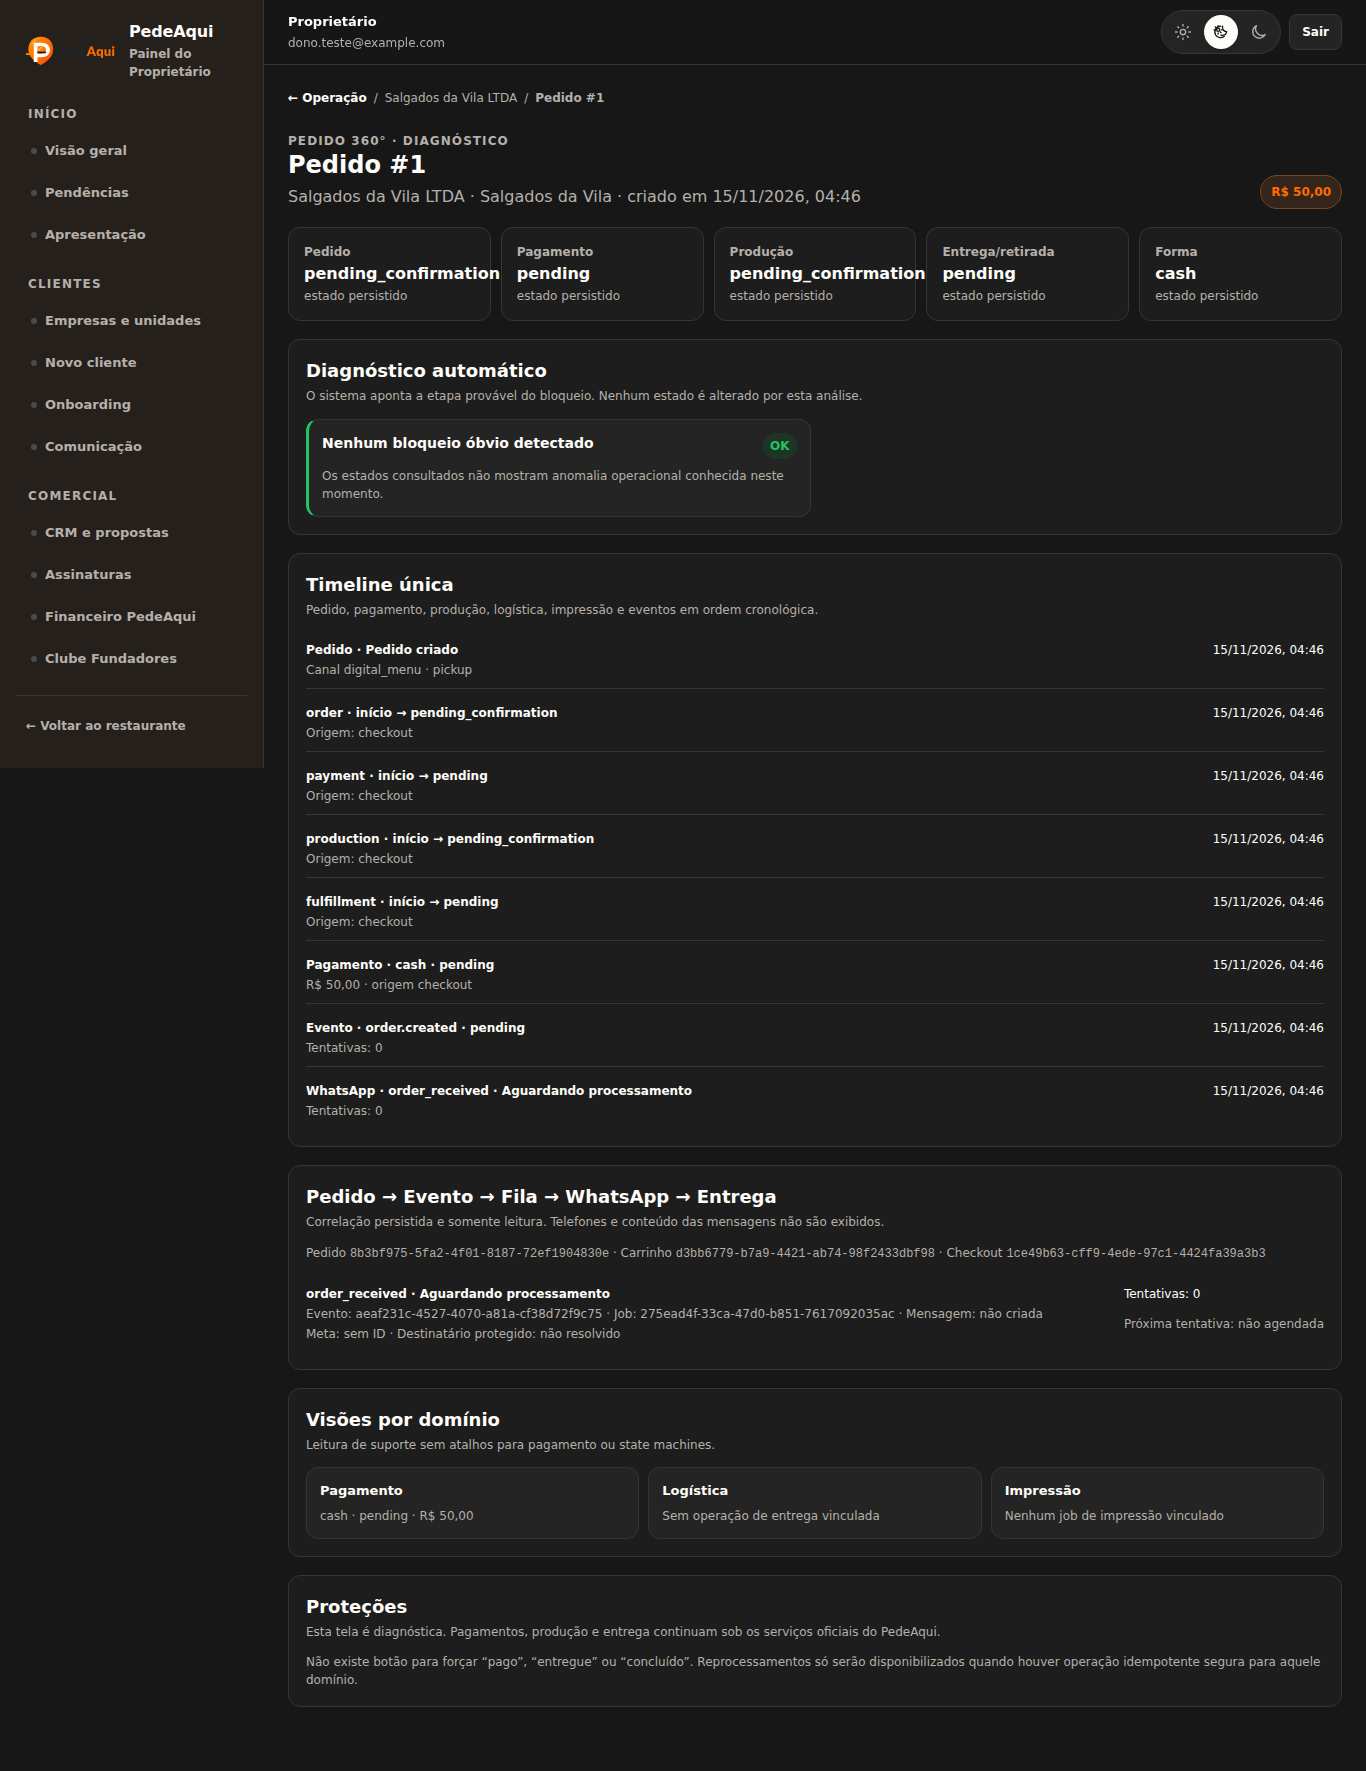 P
Aqui
PedeAqui
Painel do
Proprietário
INÍCIO
Visão geral
Pendências
Apresentação
CLIENTES
Empresas e unidades
Novo cliente
Onboarding
Comunicação
COMERCIAL
CRM e propostas
Assinaturas
Financeiro PedeAqui
Clube Fundadores
← Voltar ao restaurante
Proprietário
dono.teste@example.com
Sair
← Operação / Salgados da Vila LTDA / Pedido #1
PEDIDO 360° · DIAGNÓSTICO
Pedido #1
Salgados da Vila LTDA · Salgados da Vila · criado em 15/11/2026, 04:46
R$ 50,00
Pedido
pending_confirmation
estado persistido
Pagamento
pending
estado persistido
Produção
pending_confirmation
estado persistido
Entrega/retirada
pending
estado persistido
Forma
cash
estado persistido
Diagnóstico automático
O sistema aponta a etapa provável do bloqueio. Nenhum estado é alterado por esta análise.
Nenhum bloqueio óbvio detectado
OK
Os estados consultados não mostram anomalia operacional conhecida neste
momento.
Timeline única
Pedido, pagamento, produção, logística, impressão e eventos em ordem cronológica.
Pedido · Pedido criado 15/11/2026, 04:46
Canal digital_menu · pickup
order · início → pending_confirmation 15/11/2026, 04:46
Origem: checkout
payment · início → pending 15/11/2026, 04:46
Origem: checkout
production · início → pending_confirmation 15/11/2026, 04:46
Origem: checkout
fulfillment · início → pending 15/11/2026, 04:46
Origem: checkout
Pagamento · cash · pending 15/11/2026, 04:46
R$ 50,00 · origem checkout
Evento · order.created · pending 15/11/2026, 04:46
Tentativas: 0
WhatsApp · order_received · Aguardando processamento 15/11/2026, 04:46
Tentativas: 0
Pedido → Evento → Fila → WhatsApp → Entrega
Correlação persistida e somente leitura. Telefones e conteúdo das mensagens não são exibidos.
Pedido 8b3bf975-5fa2-4f01-8187-72ef1904830e · Carrinho d3bb6779-b7a9-4421-ab74-98f2433dbf98 · Checkout 1ce49b63-cff9-4ede-97c1-4424fa39a3b3
order_received · Aguardando processamento
Evento: aeaf231c-4527-4070-a81a-cf38d72f9c75 · Job: 275ead4f-33ca-47d0-b851-7617092035ac · Mensagem: não criada
Meta: sem ID · Destinatário protegido: não resolvido
Tentativas: 0
Próxima tentativa: não agendada
Visões por domínio
Leitura de suporte sem atalhos para pagamento ou state machines.
Pagamento
cash · pending · R$ 50,00
Logística
Sem operação de entrega vinculada
Impressão
Nenhum job de impressão vinculado
Proteções
Esta tela é diagnóstica. Pagamentos, produção e entrega continuam sob os serviços oficiais do PedeAqui.
Não existe botão para forçar “pago”, “entregue” ou “concluído”. Reprocessamentos só serão disponibilizados quando houver operação idempotente segura para aquele
domínio.